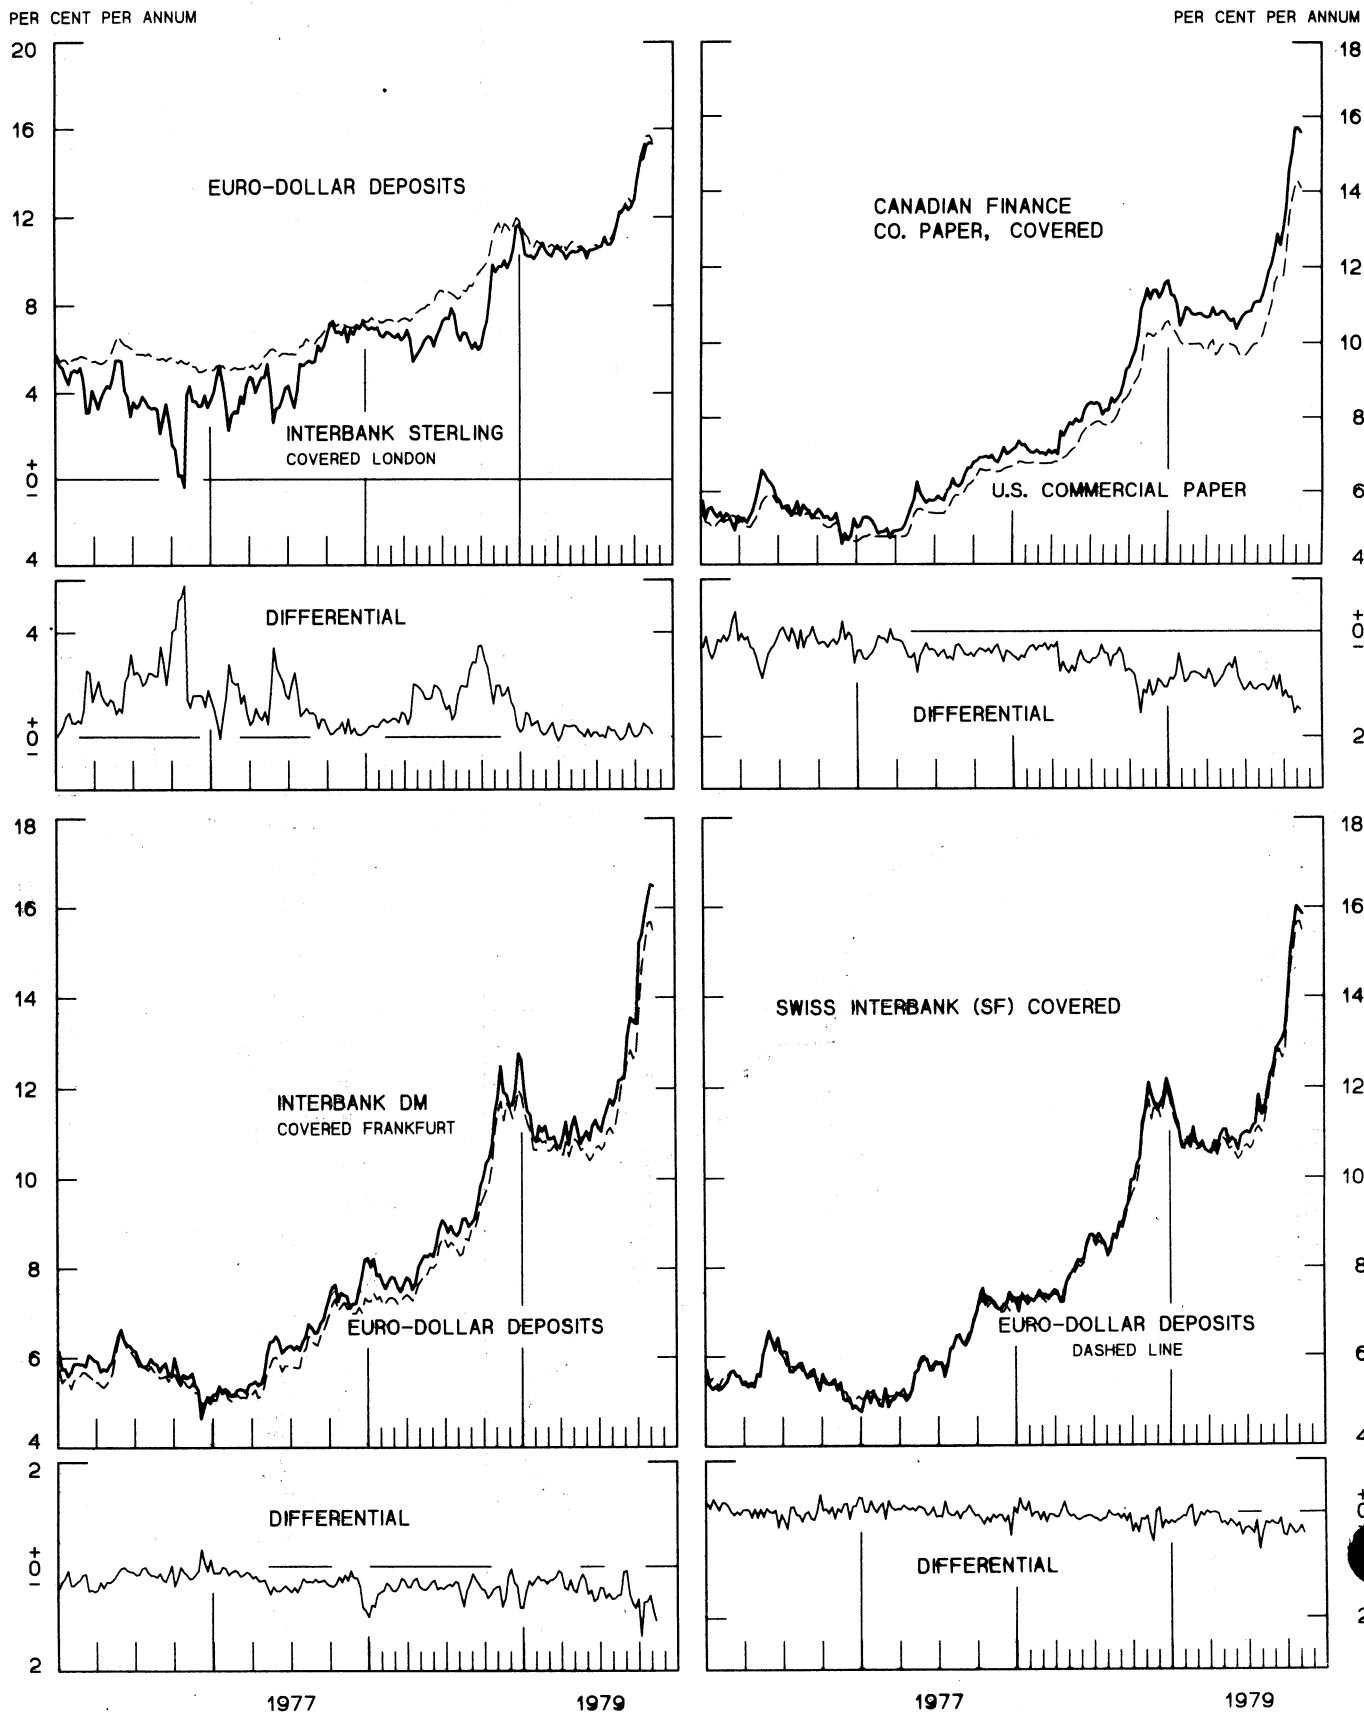 PER CENT PER ANNUM
PER CENT PER ANNUM
20
16
12
8
4
+
0
−
4
EURO-DOLLAR DEPOSITS
INTERBANK STERLING
COVERED LONDON
18
16
14
12
10
8
6
4
CANADIAN FINANCE
CO. PAPER, COVERED
U.S. COMMERCIAL PAPER
DIFFERENTIAL
4
+
0
−
DIFFERENTIAL
+
0
−
2
18
16
14
12
10
8
6
4
INTERBANK DM
COVERED FRANKFURT
EURO-DOLLAR DEPOSITS
18
16
14
12
10
8
6
4
SWISS INTERBANK (SF) COVERED
EURO-DOLLAR DEPOSITS
DASHED LINE
2
+
0
−
2
DIFFERENTIAL
+
0
DIFFERENTIAL
2
1977
1979
1977
1979